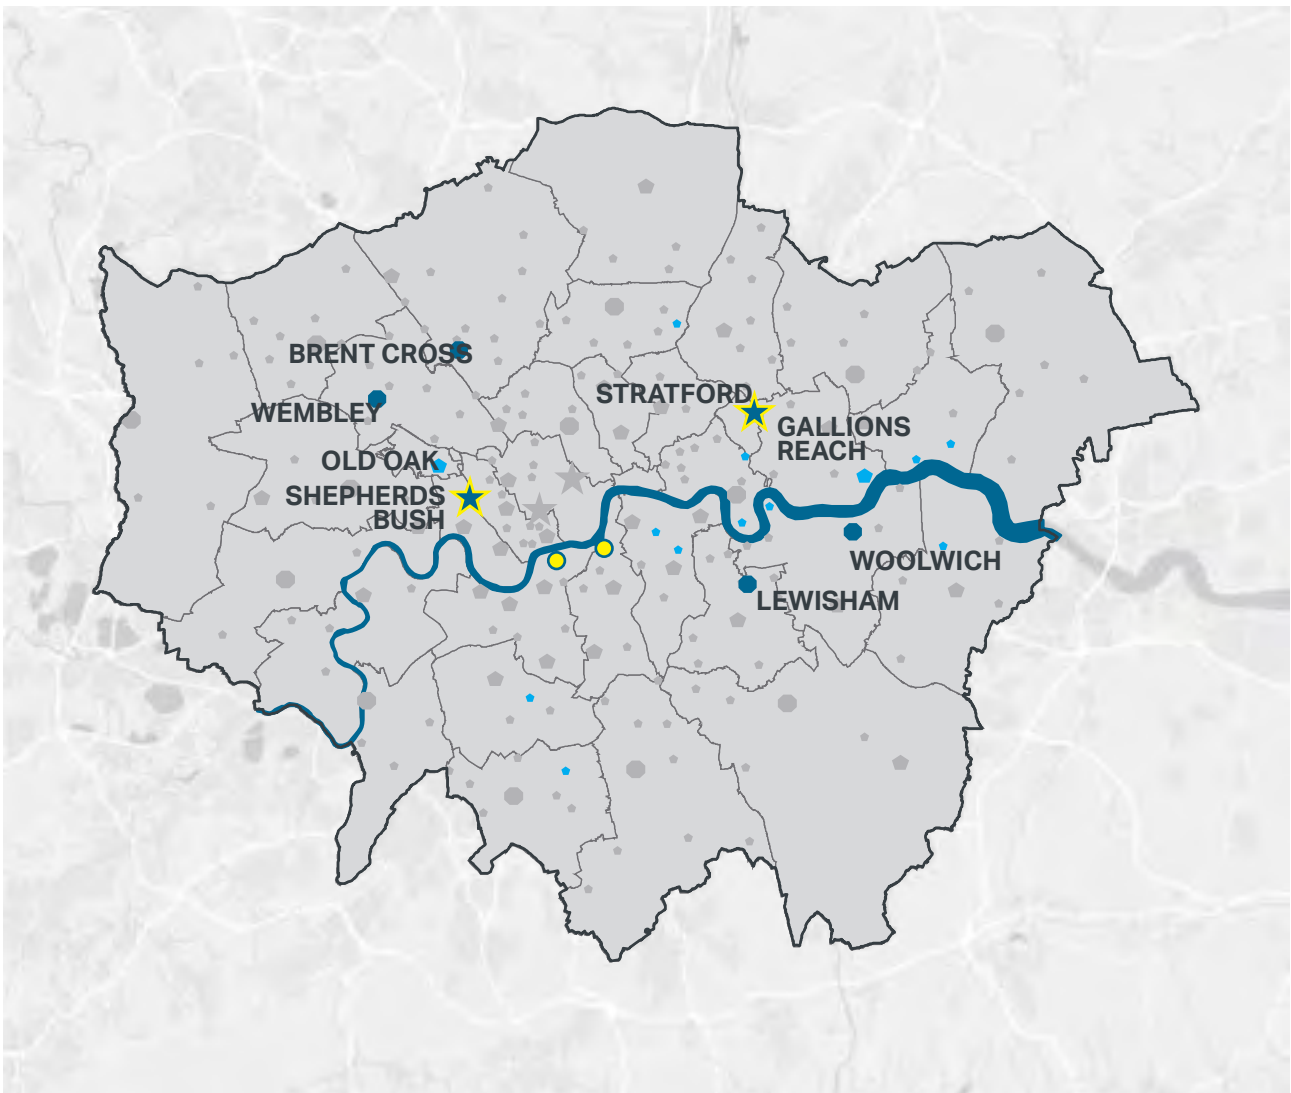 BRENT CROSS
STRATFORD
WEMBLEY
GALLIONS
REACH
OLD OAK
SHEPHERDS
BUSH
WOOLWICH
LEWISHAM